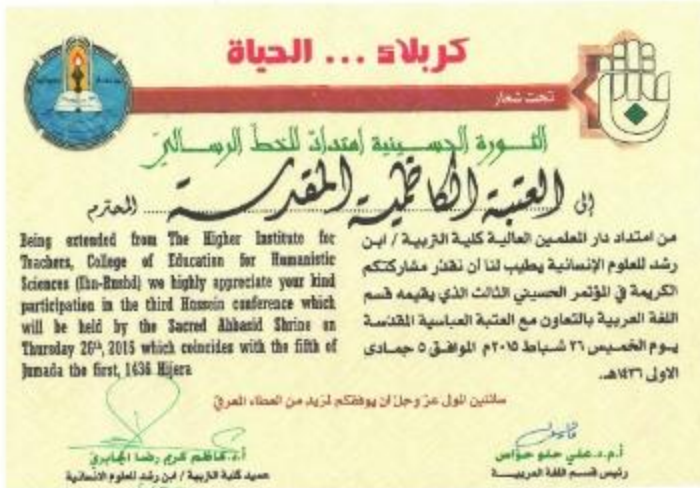 كربلاء ... الحياة
تحت شعار
الثورة الحسينية امتداد للخط الرسالي
إلى العتبة الكاظمية المقدسة المحترم
Being extended from The Higher Institute for
Teachers, College of Education for Humanistic
Sciences (Ibn-Rushd) we highly appreciate your kind
participation in the third Hossein conference which
will be held by the Sacred Abbasid Shrine on
Thursday 26th, 2015 which coincides with the fifth of
Jumada the first, 1436 Hijera
من امتداد دار المعلمين العالية كلية التربية / ابن
رشد للعلوم الإنسانية يطيب لنا أن نقدر مشاركتكم
الكريمة في المؤتمر الحسيني الثالث الذي يقيمه قسم
اللغة العربية بالتعاون مع العتبة العباسية المقدسة
يوم الخميس ٢٦ شباط ٢٠١٥م الموافق ٥ جمادى
الاولى ١٤٣٦هـ.
سائلين المولى عز وجل ان يوفقكم لمزيد من العطاء المعرفي
أ.م.د.علي حلو حواس
رئيس قسم اللغة العربية
أ.د.كاظم كريم رضا الجابري
عميد كلية التربية / ابن رشد للعلوم الانسانية